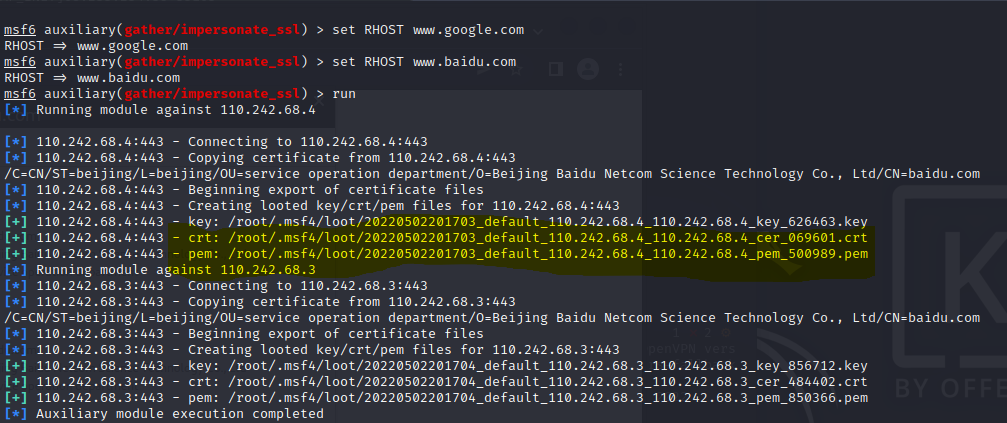 msf6 auxiliary(gather/impersonate_ssl) > set RHOST www.google.com
RHOST => www.google.com
msf6 auxiliary(gather/impersonate_ssl) > set RHOST www.baidu.com
RHOST => www.baidu.com
msf6 auxiliary(gather/impersonate_ssl) > run
[*] Running module against 110.242.68.4
[*] 110.242.68.4:443 - Connecting to 110.242.68.4:443
[*] 110.242.68.4:443 - Copying certificate from 110.242.68.4:443
/C=CN/ST=beijing/L=beijing/OU=service operation department/O=Beijing Baidu Netcom Science Technology Co., Ltd/CN=baidu.com
[*] 110.242.68.4:443 - Beginning export of certificate files
[*] 110.242.68.4:443 - Creating looted key/crt/pem files for 110.242.68.4:443
[+] 110.242.68.4:443 - key: /root/.msf4/loot/20220502201703_default_110.242.68.4_110.242.68.4_key_626463.key
[+] 110.242.68.4:443 - crt: /root/.msf4/loot/20220502201703_default_110.242.68.4_110.242.68.4_cer_069601.crt
[+] 110.242.68.4:443 - pem: /root/.msf4/loot/20220502201703_default_110.242.68.4_110.242.68.4_pem_500989.pem
[*] Running module against 110.242.68.3
[*] 110.242.68.3:443 - Connecting to 110.242.68.3:443
[*] 110.242.68.3:443 - Copying certificate from 110.242.68.3:443
/C=CN/ST=beijing/L=beijing/OU=service operation department/O=Beijing Baidu Netcom Science Technology Co., Ltd/CN=baidu.com
[*] 110.242.68.3:443 - Beginning export of certificate files
[*] 110.242.68.3:443 - Creating looted key/crt/pem files for 110.242.68.3:443
[+] 110.242.68.3:443 - key: /root/.msf4/loot/20220502201704_default_110.242.68.3_110.242.68.3_key_856712.key
[+] 110.242.68.3:443 - crt: /root/.msf4/loot/20220502201704_default_110.242.68.3_110.242.68.3_cer_484402.crt
[+] 110.242.68.3:443 - pem: /root/.msf4/loot/20220502201704_default_110.242.68.3_110.242.68.3_pem_850366.pem
[*] Auxiliary module execution completed
K
BY OFFE